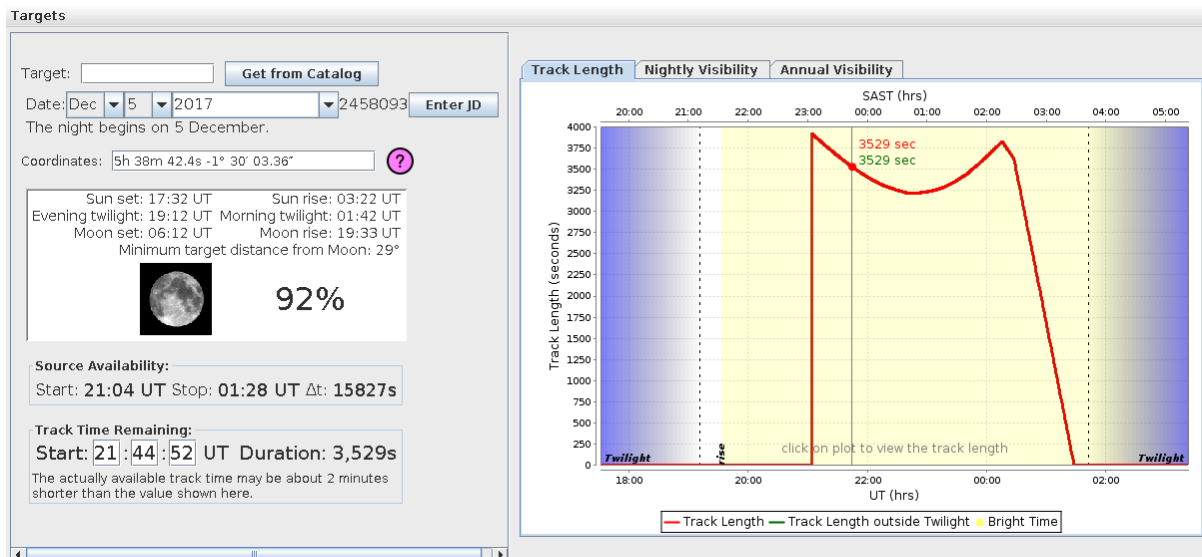 Targets
Target: Get from Catalog
Date: Dec 5 2017 2458093 Enter JD
The night begins on 5 December.
Coordinates: 5h 38m 42.4s -1° 30′ 03.36″ ?
Sun set: 17:32 UT Sun rise: 03:22 UT
Evening twilight: 19:12 UT Morning twilight: 01:42 UT
Moon set: 06:12 UT Moon rise: 19:33 UT
Minimum target distance from Moon: 29°
92%
Source Availability:
Start: 21:04 UT Stop: 01:28 UT Δt: 15827s
Track Time Remaining:
Start: 21 : 44 : 52 UT Duration: 3,529s
The actually available track time may be about 2 minutes
shorter than the value shown here.
Track Length Nightly Visibility Annual Visibility
SAST (hrs)
20:00 21:00 22:00 23:00 00:00 01:00 02:00 03:00 04:00 05:00
4000
3750
3500
3250
3000
2750
2500
2250
2000
1750
1500
1250
1000
750
500
250
0
Track Length (seconds)
3529 sec
3529 sec
rise
click on plot to view the track length
Twilight Twilight
18:00 20:00 22:00 00:00 02:00
UT (hrs)
Track Length Track Length outside Twilight Bright Time